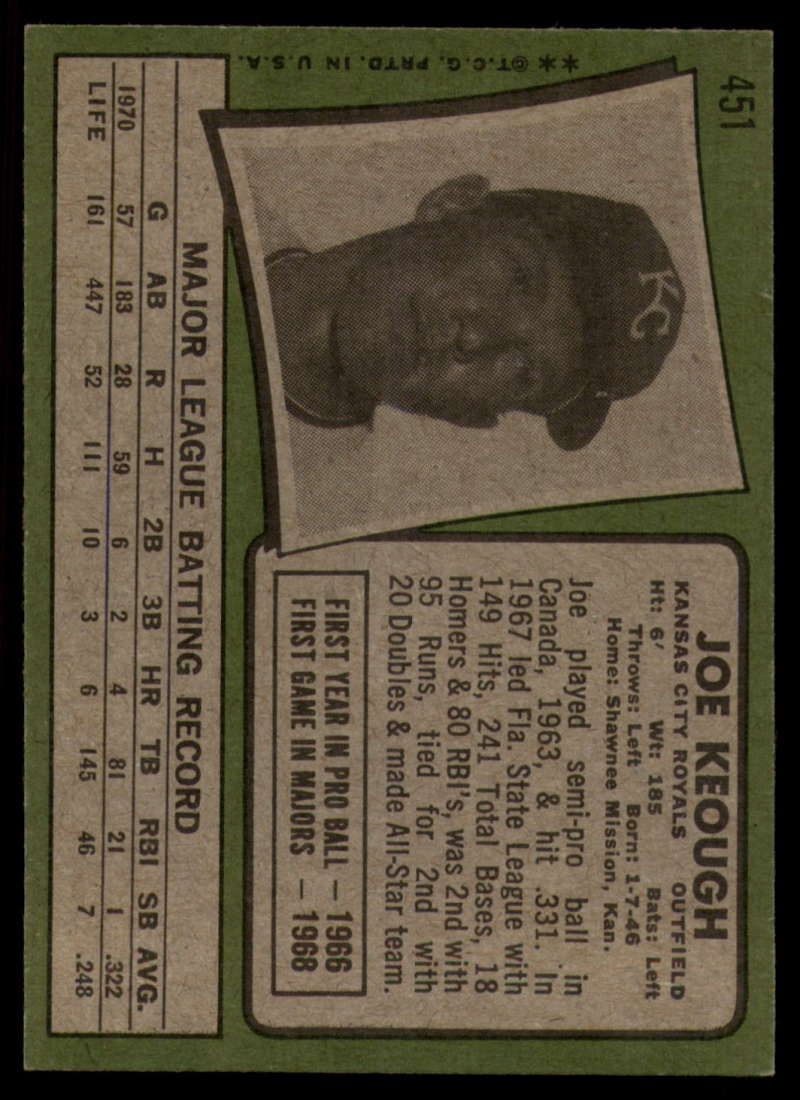 451
**©T.C.G. PRTD. IN U.S.A.
KC
JOE KEOUGH
KANSAS CITY ROYALS OUTFIELD
Ht: 6' Wt: 185 Bats: Left
Throws: Left Born: 1-7-46
Home: Shawnee Mission, Kan.
Joe played semi-pro ball in
Canada, 1963, & hit .331. In
1967 led Fla. State League with
149 Hits, 241 Total Bases, 18
Homers & 80 RBI's, was 2nd with
95 Runs, tied for 2nd with
20 Doubles & made All-Star team.
FIRST YEAR IN PRO BALL — 1966
FIRST GAME IN MAJORS — 1968
MAJOR LEAGUE BATTING RECORD
G AB R H 2B 3B HR TB RBI SB AVG.
1970 57 183 28 59 6 2 4 81 21 1 .322
LIFE 161 447 52 111 10 3 6 145 46 7 .248